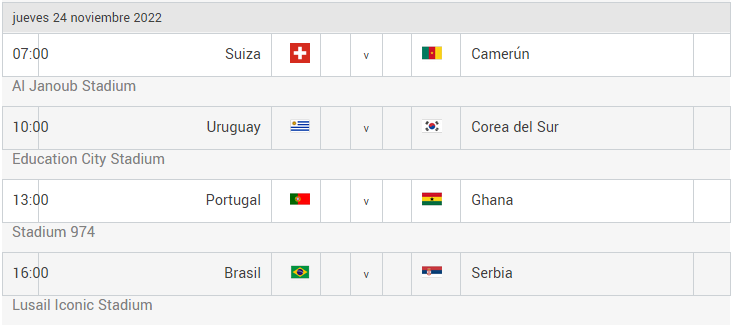 jueves 24 noviembre 2022
07:00 Suiza v Camerún
Al Janoub Stadium
10:00 Uruguay v Corea del Sur
Education City Stadium
13:00 Portugal v Ghana
Stadium 974
16:00 Brasil v Serbia
Lusail Iconic Stadium